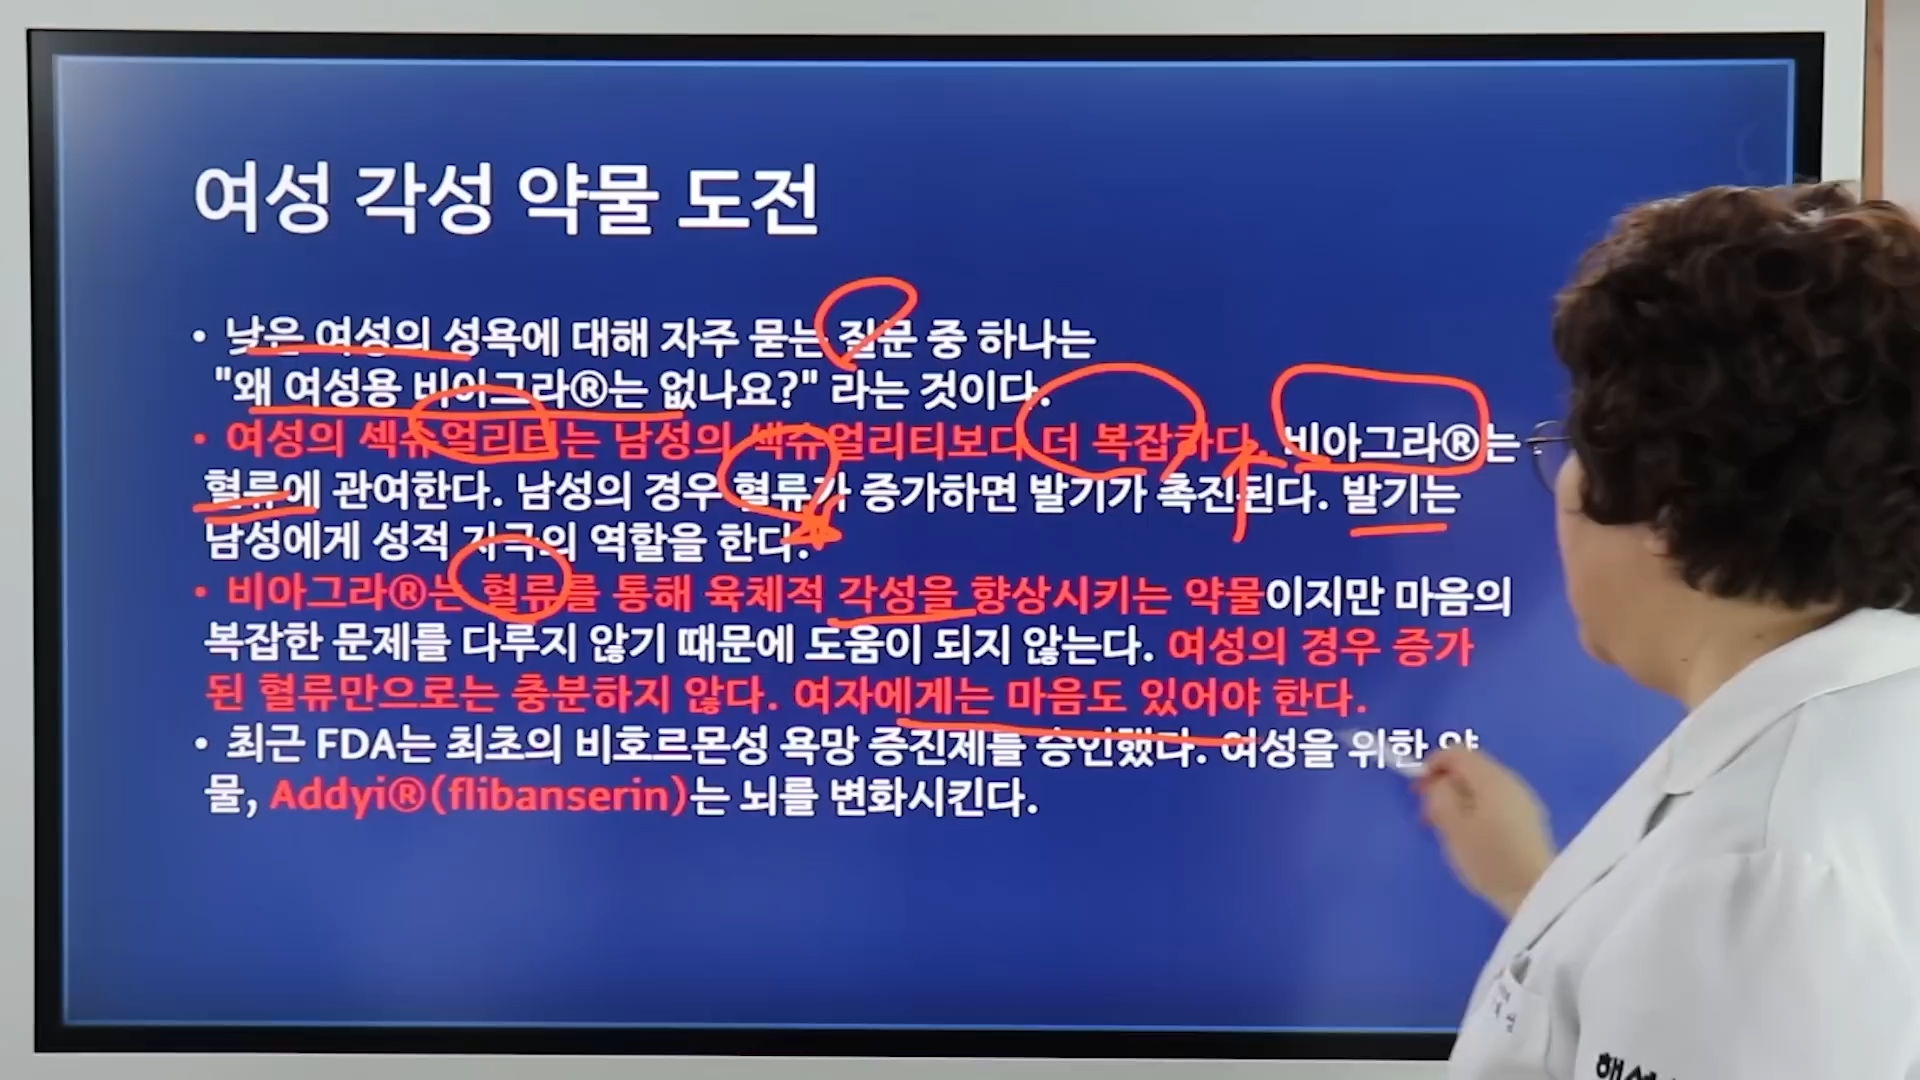 여성 각성 약물 도전
• 낮은 여성의 성욕에 대해 자주 묻는 질문 중 하나는
"왜 여성용 비아그라®는 없나요?" 라는 것이다.
• 여성의 섹슈얼리티는 남성의 섹슈얼리티보다 더 복잡하다. 비아그라®는
혈류에 관여한다. 남성의 경우 혈류가 증가하면 발기가 촉진된다. 발기는
남성에게 성적 자극의 역할을 한다.
• 비아그라®는 혈류를 통해 육체적 각성을 향상시키는 약물이지만 마음의
복잡한 문제를 다루지 않기 때문에 도움이 되지 않는다. 여성의 경우 증가
된 혈류만으로는 충분하지 않다. 여자에게는 마음도 있어야 한다.
• 최근 FDA는 최초의 비호르몬성 욕망 증진제를 승인했다. 여성을 위한 약
물, Addyi®(flibanserin)는 뇌를 변화시킨다.